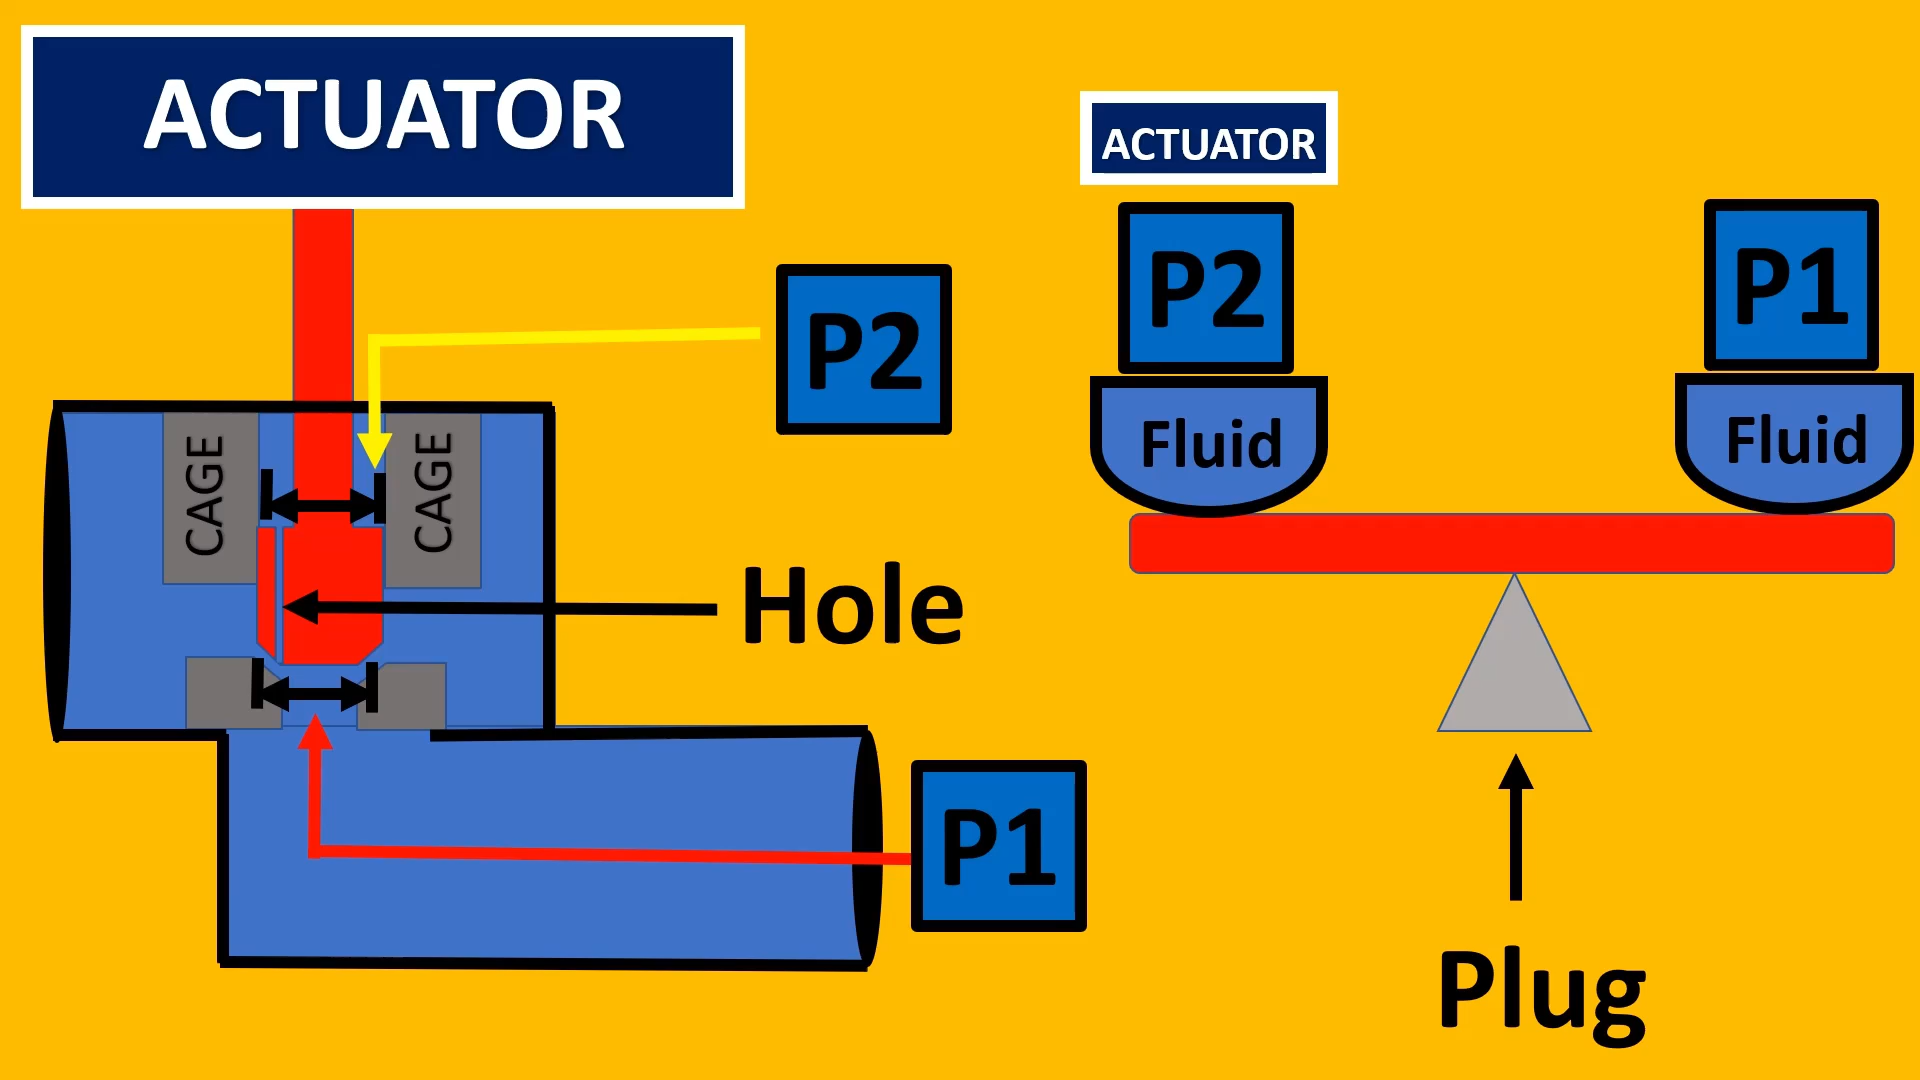 ACTUATOR
P2
CAGE
CAGE
Hole
P1
ACTUATOR
P2
P1
Fluid
Fluid
Plug